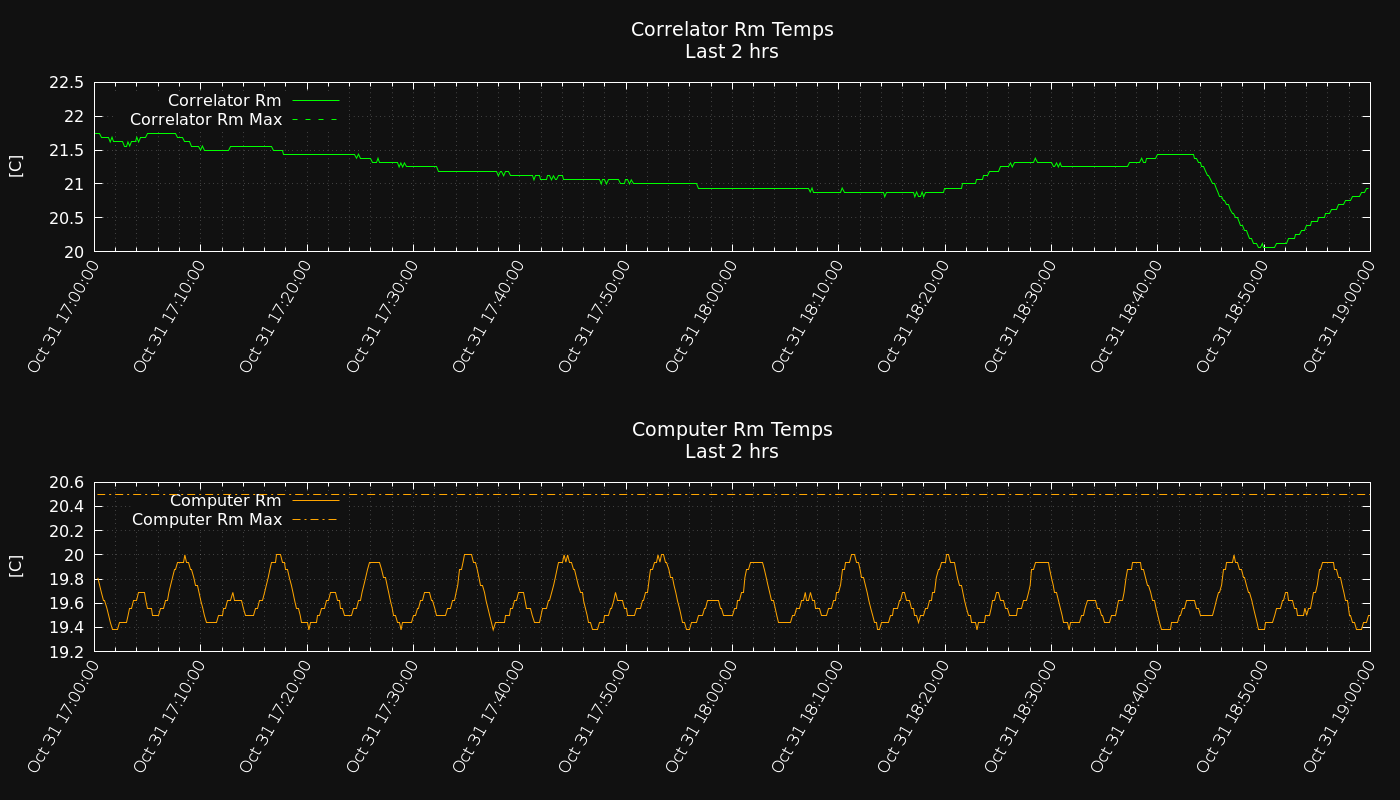 Correlator Rm Temps
Last 2 hrs
22.5
22
21.5
21
20.5
20
[C]
Correlator Rm
Correlator Rm Max
Oct 31 17:00:00
Oct 31 17:10:00
Oct 31 17:20:00
Oct 31 17:30:00
Oct 31 17:40:00
Oct 31 17:50:00
Oct 31 18:00:00
Oct 31 18:10:00
Oct 31 18:20:00
Oct 31 18:30:00
Oct 31 18:40:00
Oct 31 18:50:00
Oct 31 19:00:00
Computer Rm Temps
Last 2 hrs
20.6
20.4
20.2
20
19.8
19.6
19.4
19.2
[C]
Computer Rm
Computer Rm Max
Oct 31 17:00:00
Oct 31 17:10:00
Oct 31 17:20:00
Oct 31 17:30:00
Oct 31 17:40:00
Oct 31 17:50:00
Oct 31 18:00:00
Oct 31 18:10:00
Oct 31 18:20:00
Oct 31 18:30:00
Oct 31 18:40:00
Oct 31 18:50:00
Oct 31 19:00:00